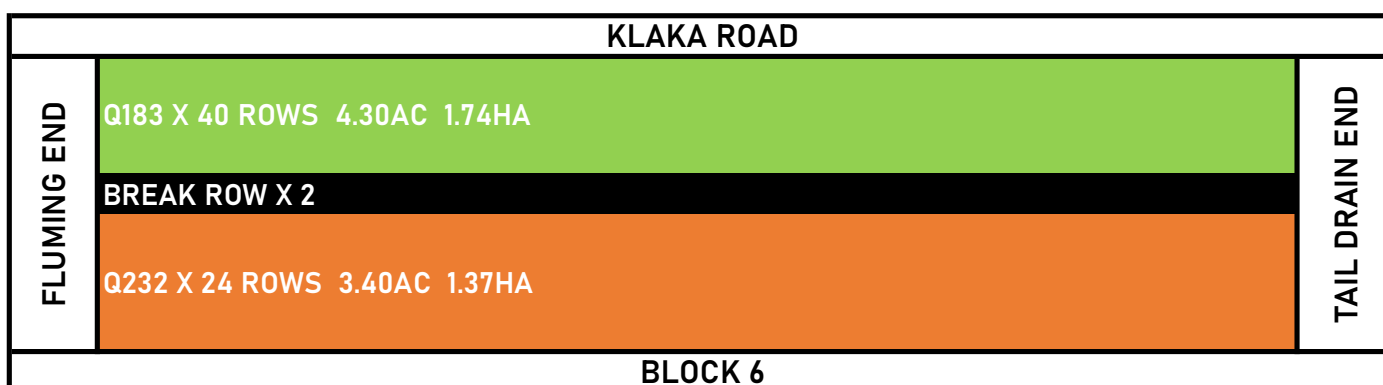 KLAKA ROAD
FLUMING END
Q183 X 40 ROWS  4.30AC  1.74HA
BREAK ROW X 2
Q232 X 24 ROWS  3.40AC  1.37HA
TAIL DRAIN END
BLOCK 6